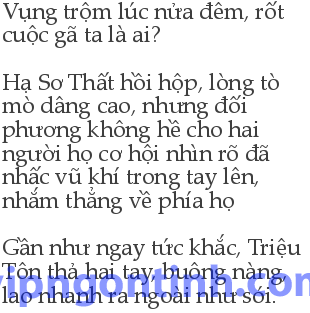 Vụng trộm lúc nửa đêm, rốt
cuộc gã ta là ai?
Hạ Sơ Thất hồi hộp, lòng tò
mò dâng cao, nhưng đối
phương không hề cho hai
người họ cơ hội nhìn rõ đã
nhấc vũ khí trong tay lên,
nhắm thẳng về phía họ
Gần như ngay tức khắc, Triệu
Tôn thả hai tay, buông nàng,
lao nhanh ra ngoài như sói.